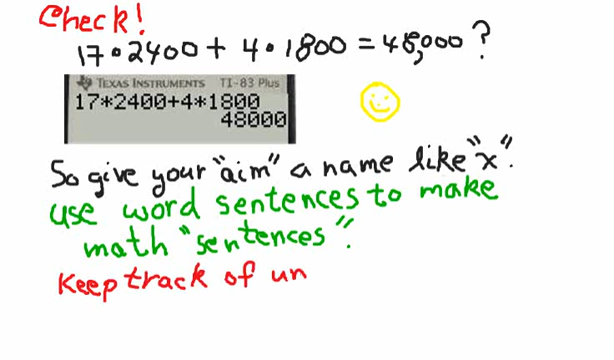 Check!
17 • 2400 + 4 • 1800 = 48,000 ?
TEXAS INSTRUMENTS TI-83 Plus
17*2400+4*1800
48000
So give your "aim" a name like "x".
use word sentences to make
math "sentences".
Keep track of un